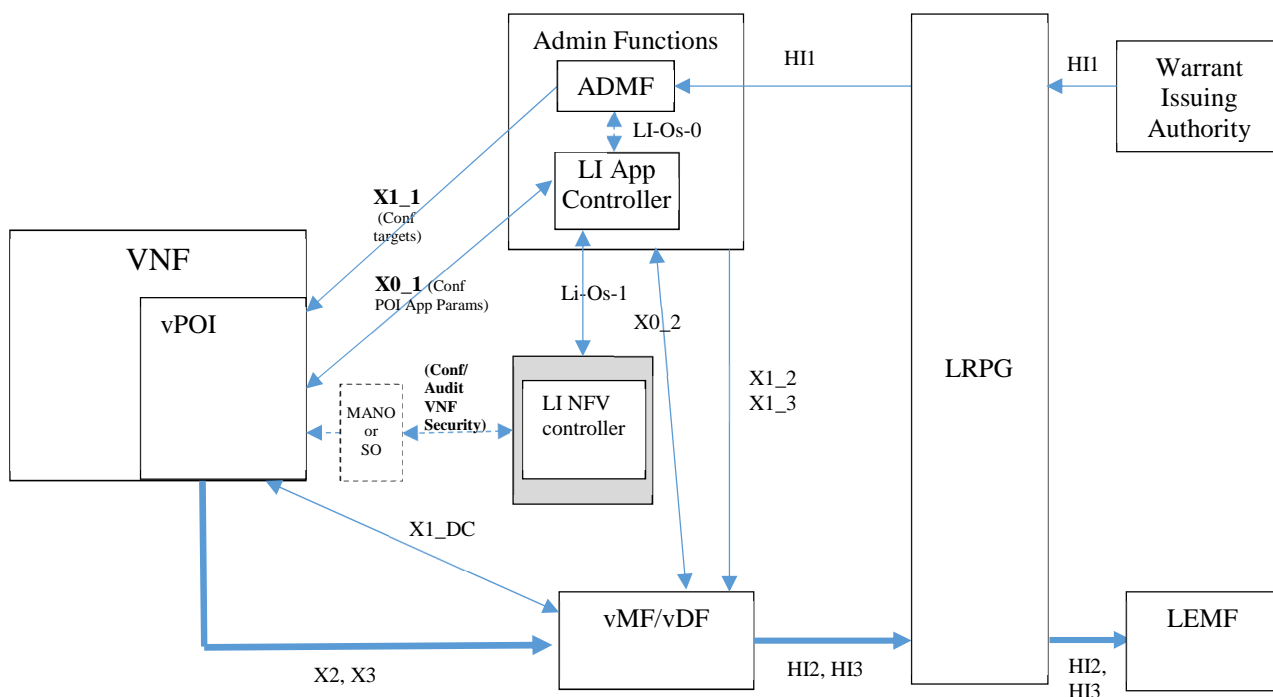 Admin Functions
ADMF
HI1
HI1
Warrant
Issuing
Authority
LI-Os-0
LI App
Controller
X1_1
(Conf
targets)
VNF
X0_1 (Conf
POI App Params)
Li-Os-1
vPOI
X0_2
LRPG
X1_2
X1_3
(Conf/
Audit
VNF
Security)
MANO
or
SO
LI NFV
controller
X1_DC
vMF/vDF
LEMF
X2, X3
HI2, HI3
HI2,
HI3